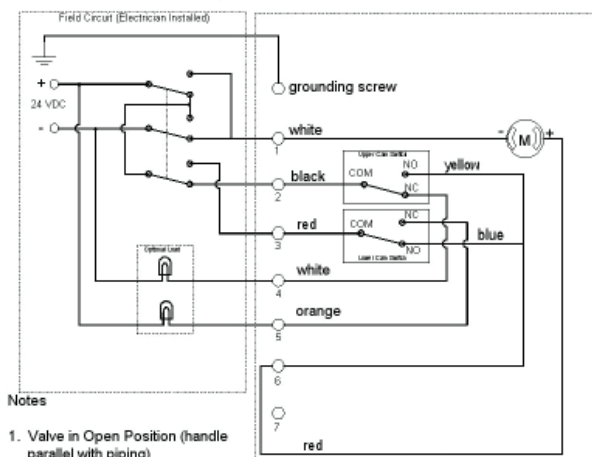 Field Circuit (Electrician Installed)
+
24 VDC
-
grounding screw
white
1
- M +
Upper Cam Switch
NO
yellow
COM
NC
black
2
red
3
NC
COM
NO
blue
Lower Cam Switch
Optional Load
white
4
orange
5
6
7
red
Notes
1. Valve in Open Position (handle
parallel with piping)